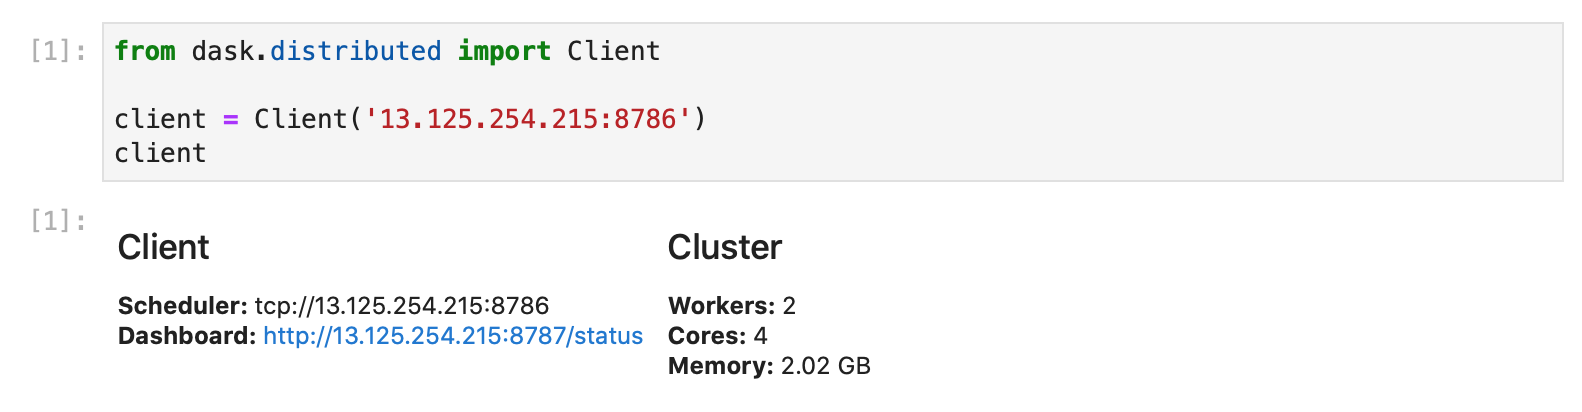 [1]:
from dask.distributed import Client
client = Client('13.125.254.215:8786')
client
[1]:
Client
Scheduler: tcp://13.125.254.215:8786
Dashboard: http://13.125.254.215:8787/status
Cluster
Workers: 2
Cores: 4
Memory: 2.02 GB